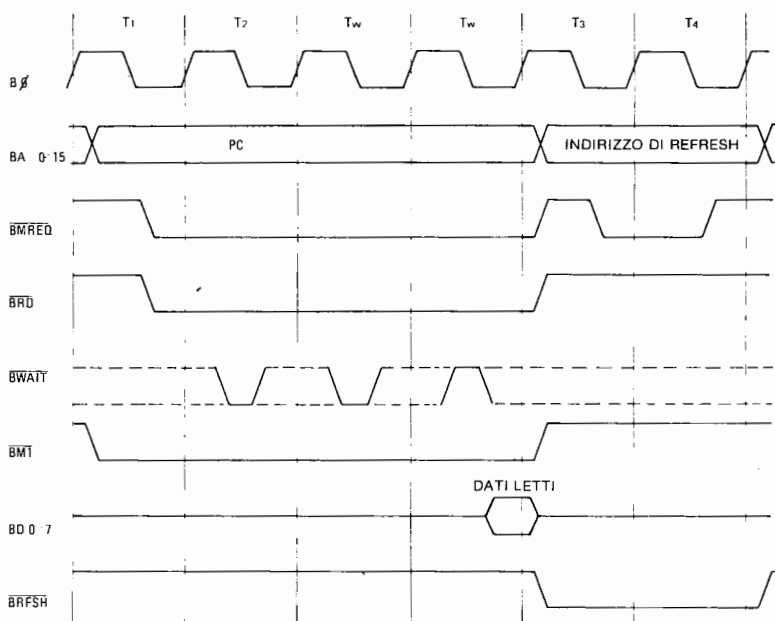 T1 T2 Tw Tw T3 T4
BØ
BA 0-15 PC INDIRIZZO DI REFRESH
BMREQ
BRD
BWAIT
BM1
DATI LETTI
BD 0-7
BRFSH